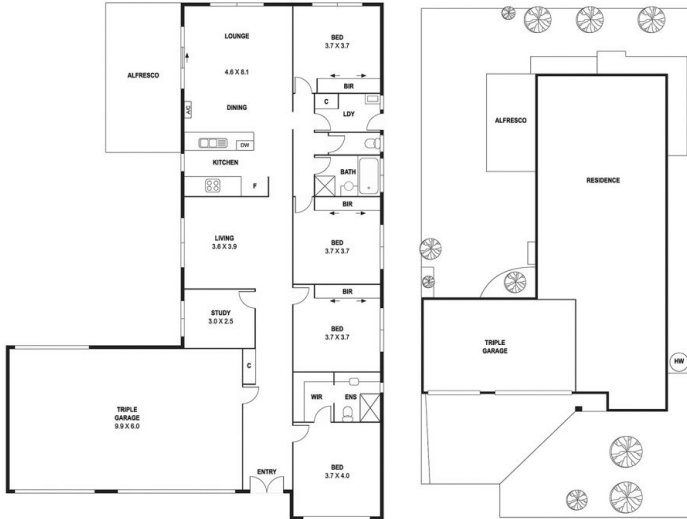 LOUNGE
4.6 X 8.1
DINING
ALFRESCO
A/C
DW
KITCHEN
F
LIVING
3.6 X 3.9
STUDY
3.0 X 2.5
C
TRIPLE
GARAGE
9.9 X 6.0
ENTRY
BED
3.7 X 3.7
BIR
C
LDY
BATH
BIR
BED
3.7 X 3.7
BIR
BED
3.7 X 3.7
WIR
ENS
BED
3.7 X 4.0
ALFRESCO
RESIDENCE
TRIPLE
GARAGE
HW